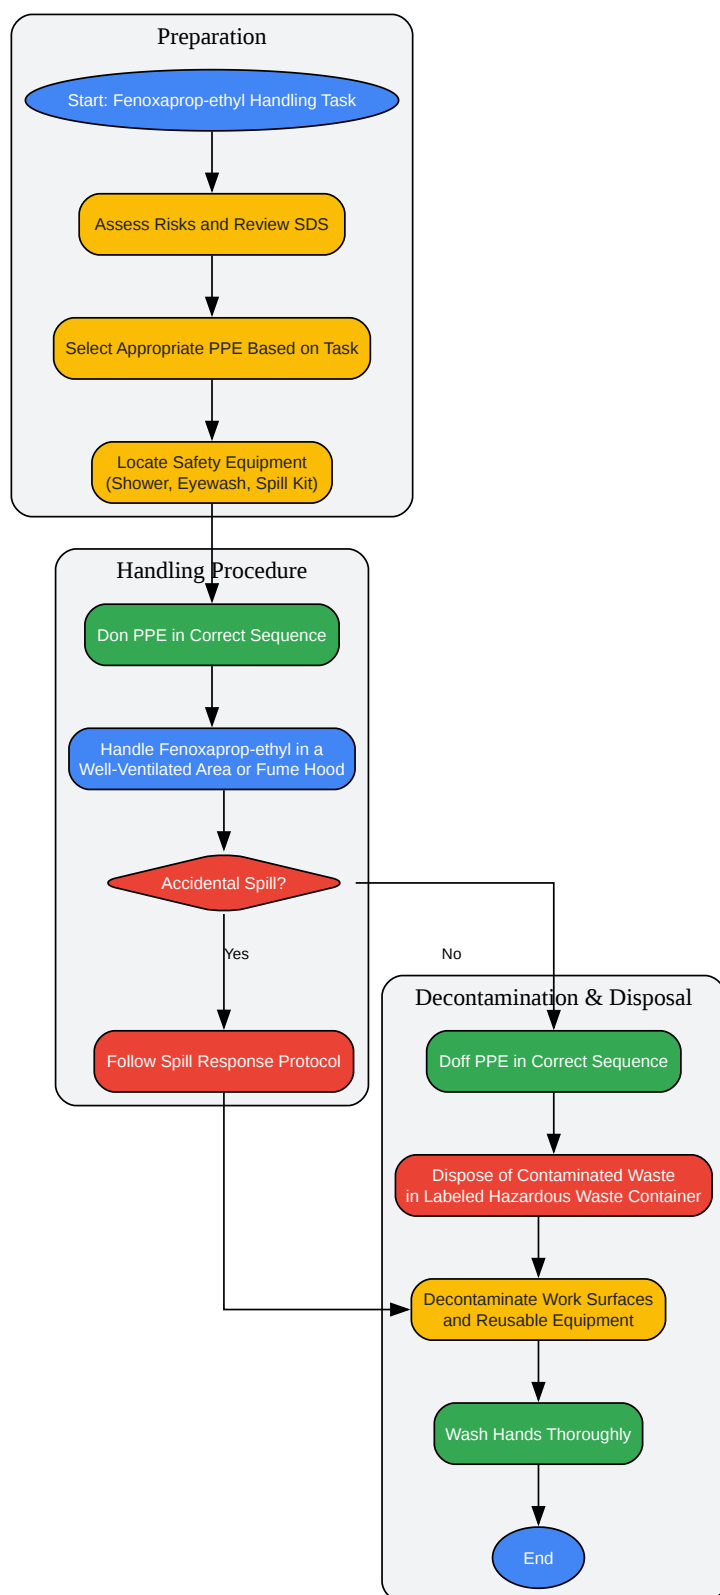 Preparation
Start: Fenoxaprop-ethyl Handling Task
Assess Risks and Review SDS
Select Appropriate PPE Based on Task
Locate Safety Equipment
(Shower, Eyewash, Spill Kit)
Handling Procedure
Don PPE in Correct Sequence
Handle Fenoxaprop-ethyl in a
Well-Ventilated Area or Fume Hood
Accidental Spill?
Yes
No
Follow Spill Response Protocol
Decontamination & Disposal
Doff PPE in Correct Sequence
Dispose of Contaminated Waste
in Labeled Hazardous Waste Container
Decontaminate Work Surfaces
and Reusable Equipment
Wash Hands Thoroughly
End